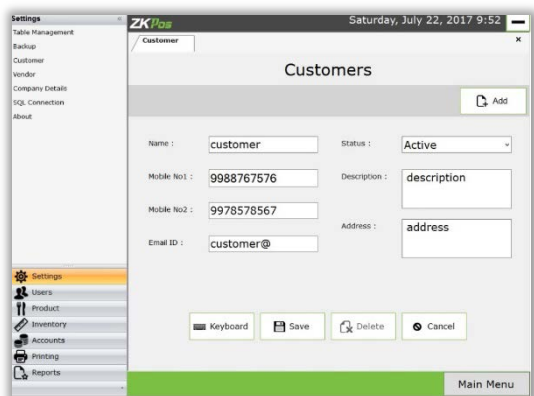 Settings
Table Management
Backup
Customer
Vendor
Company Details
SQL Connection
About
Settings
Users
Product
Inventory
Accounts
Printing
Reports
ZKPos
Saturday, July 22, 2017 9:52
Customer
Customers
Add
Name : customer
Status : Active
Mobile No1 : 9988767576
Description : description
Mobile No2 : 9978578567
Address : address
Email ID : customer@
Keyboard Save Delete Cancel
Main Menu